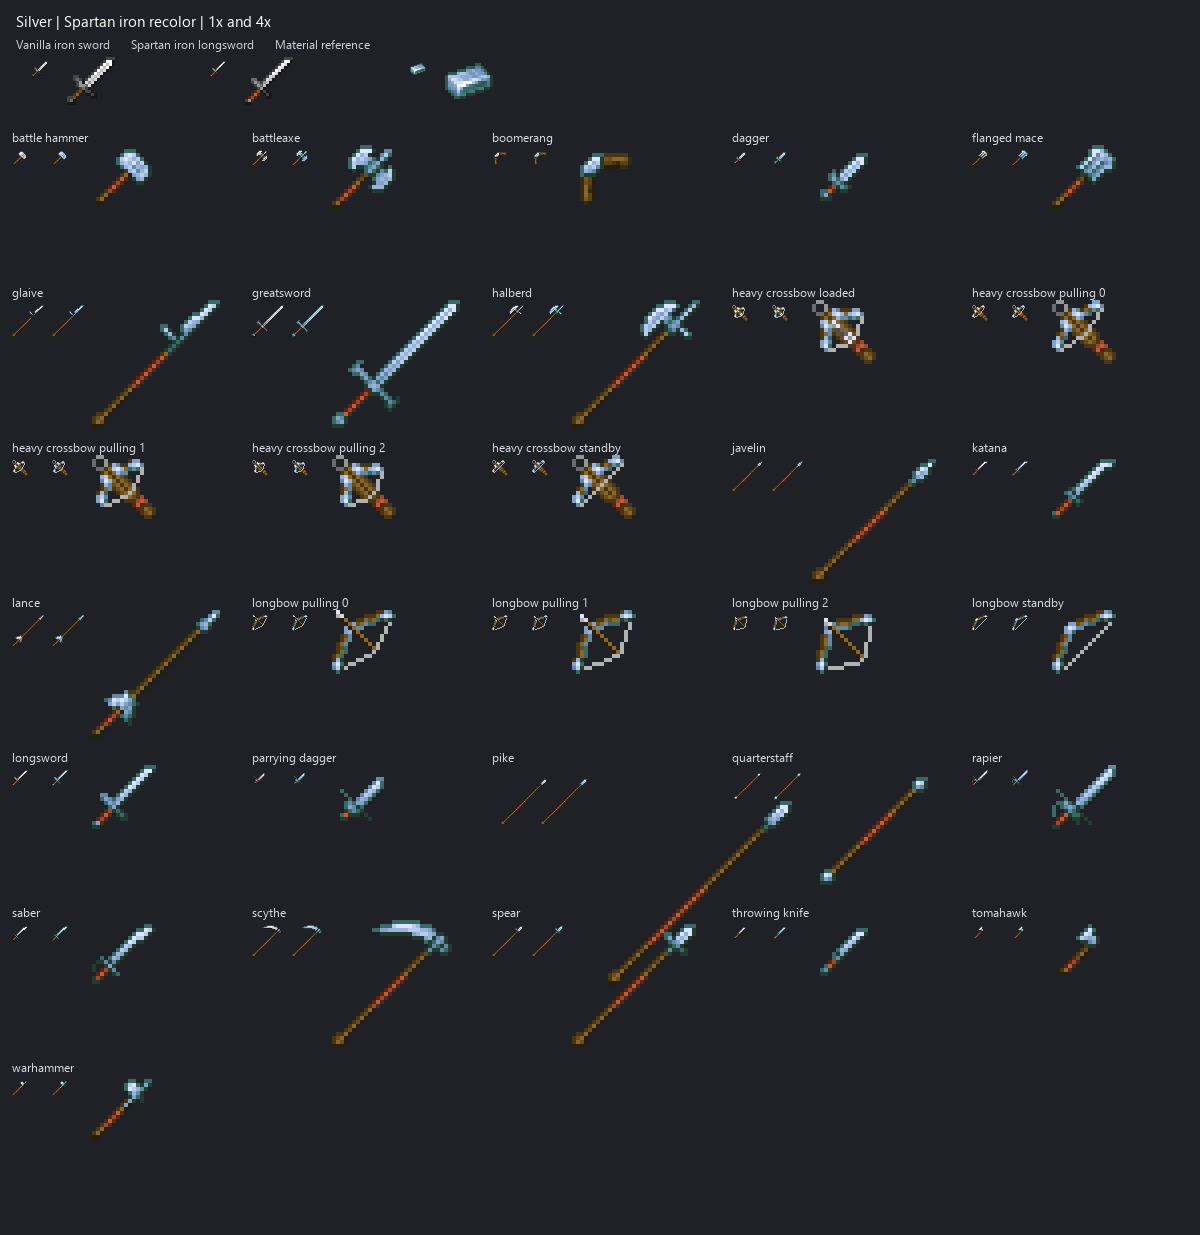 Silver | Spartan iron recolor | 1x and 4x
Vanilla iron sword Spartan iron longsword Material reference
battle hammer battleaxe boomerang dagger flanged mace
glaive greatsword halberd heavy crossbow loaded heavy crossbow pulling 0
heavy crossbow pulling 1 heavy crossbow pulling 2 heavy crossbow standby javelin katana
lance longbow pulling 0 longbow pulling 1 longbow pulling 2 longbow standby
longsword parrying dagger pike quarterstaff rapier
saber scythe spear throwing knife tomahawk
warhammer